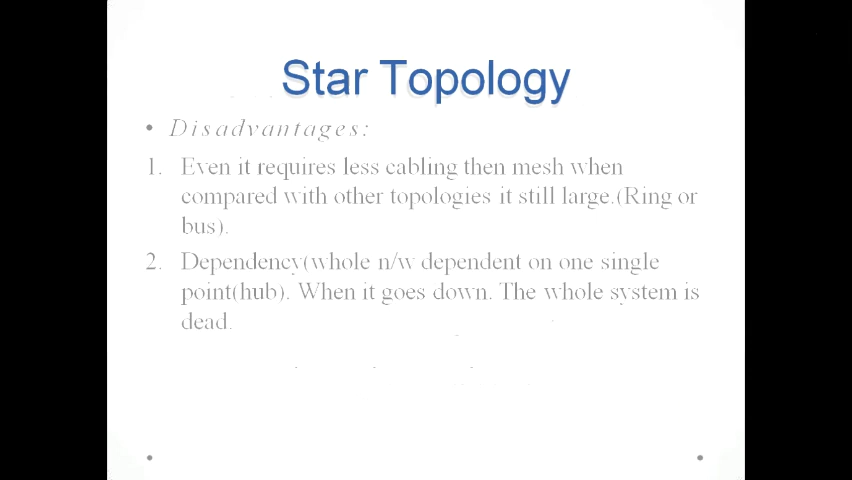 Star Topology
• Disadvantages:
1. Even it requires less cabling then mesh when
compared with other topologies it still large.(Ring or
bus).
2. Dependency(whole n/w dependent on one single
point(hub). When it goes down. The whole system is
dead.